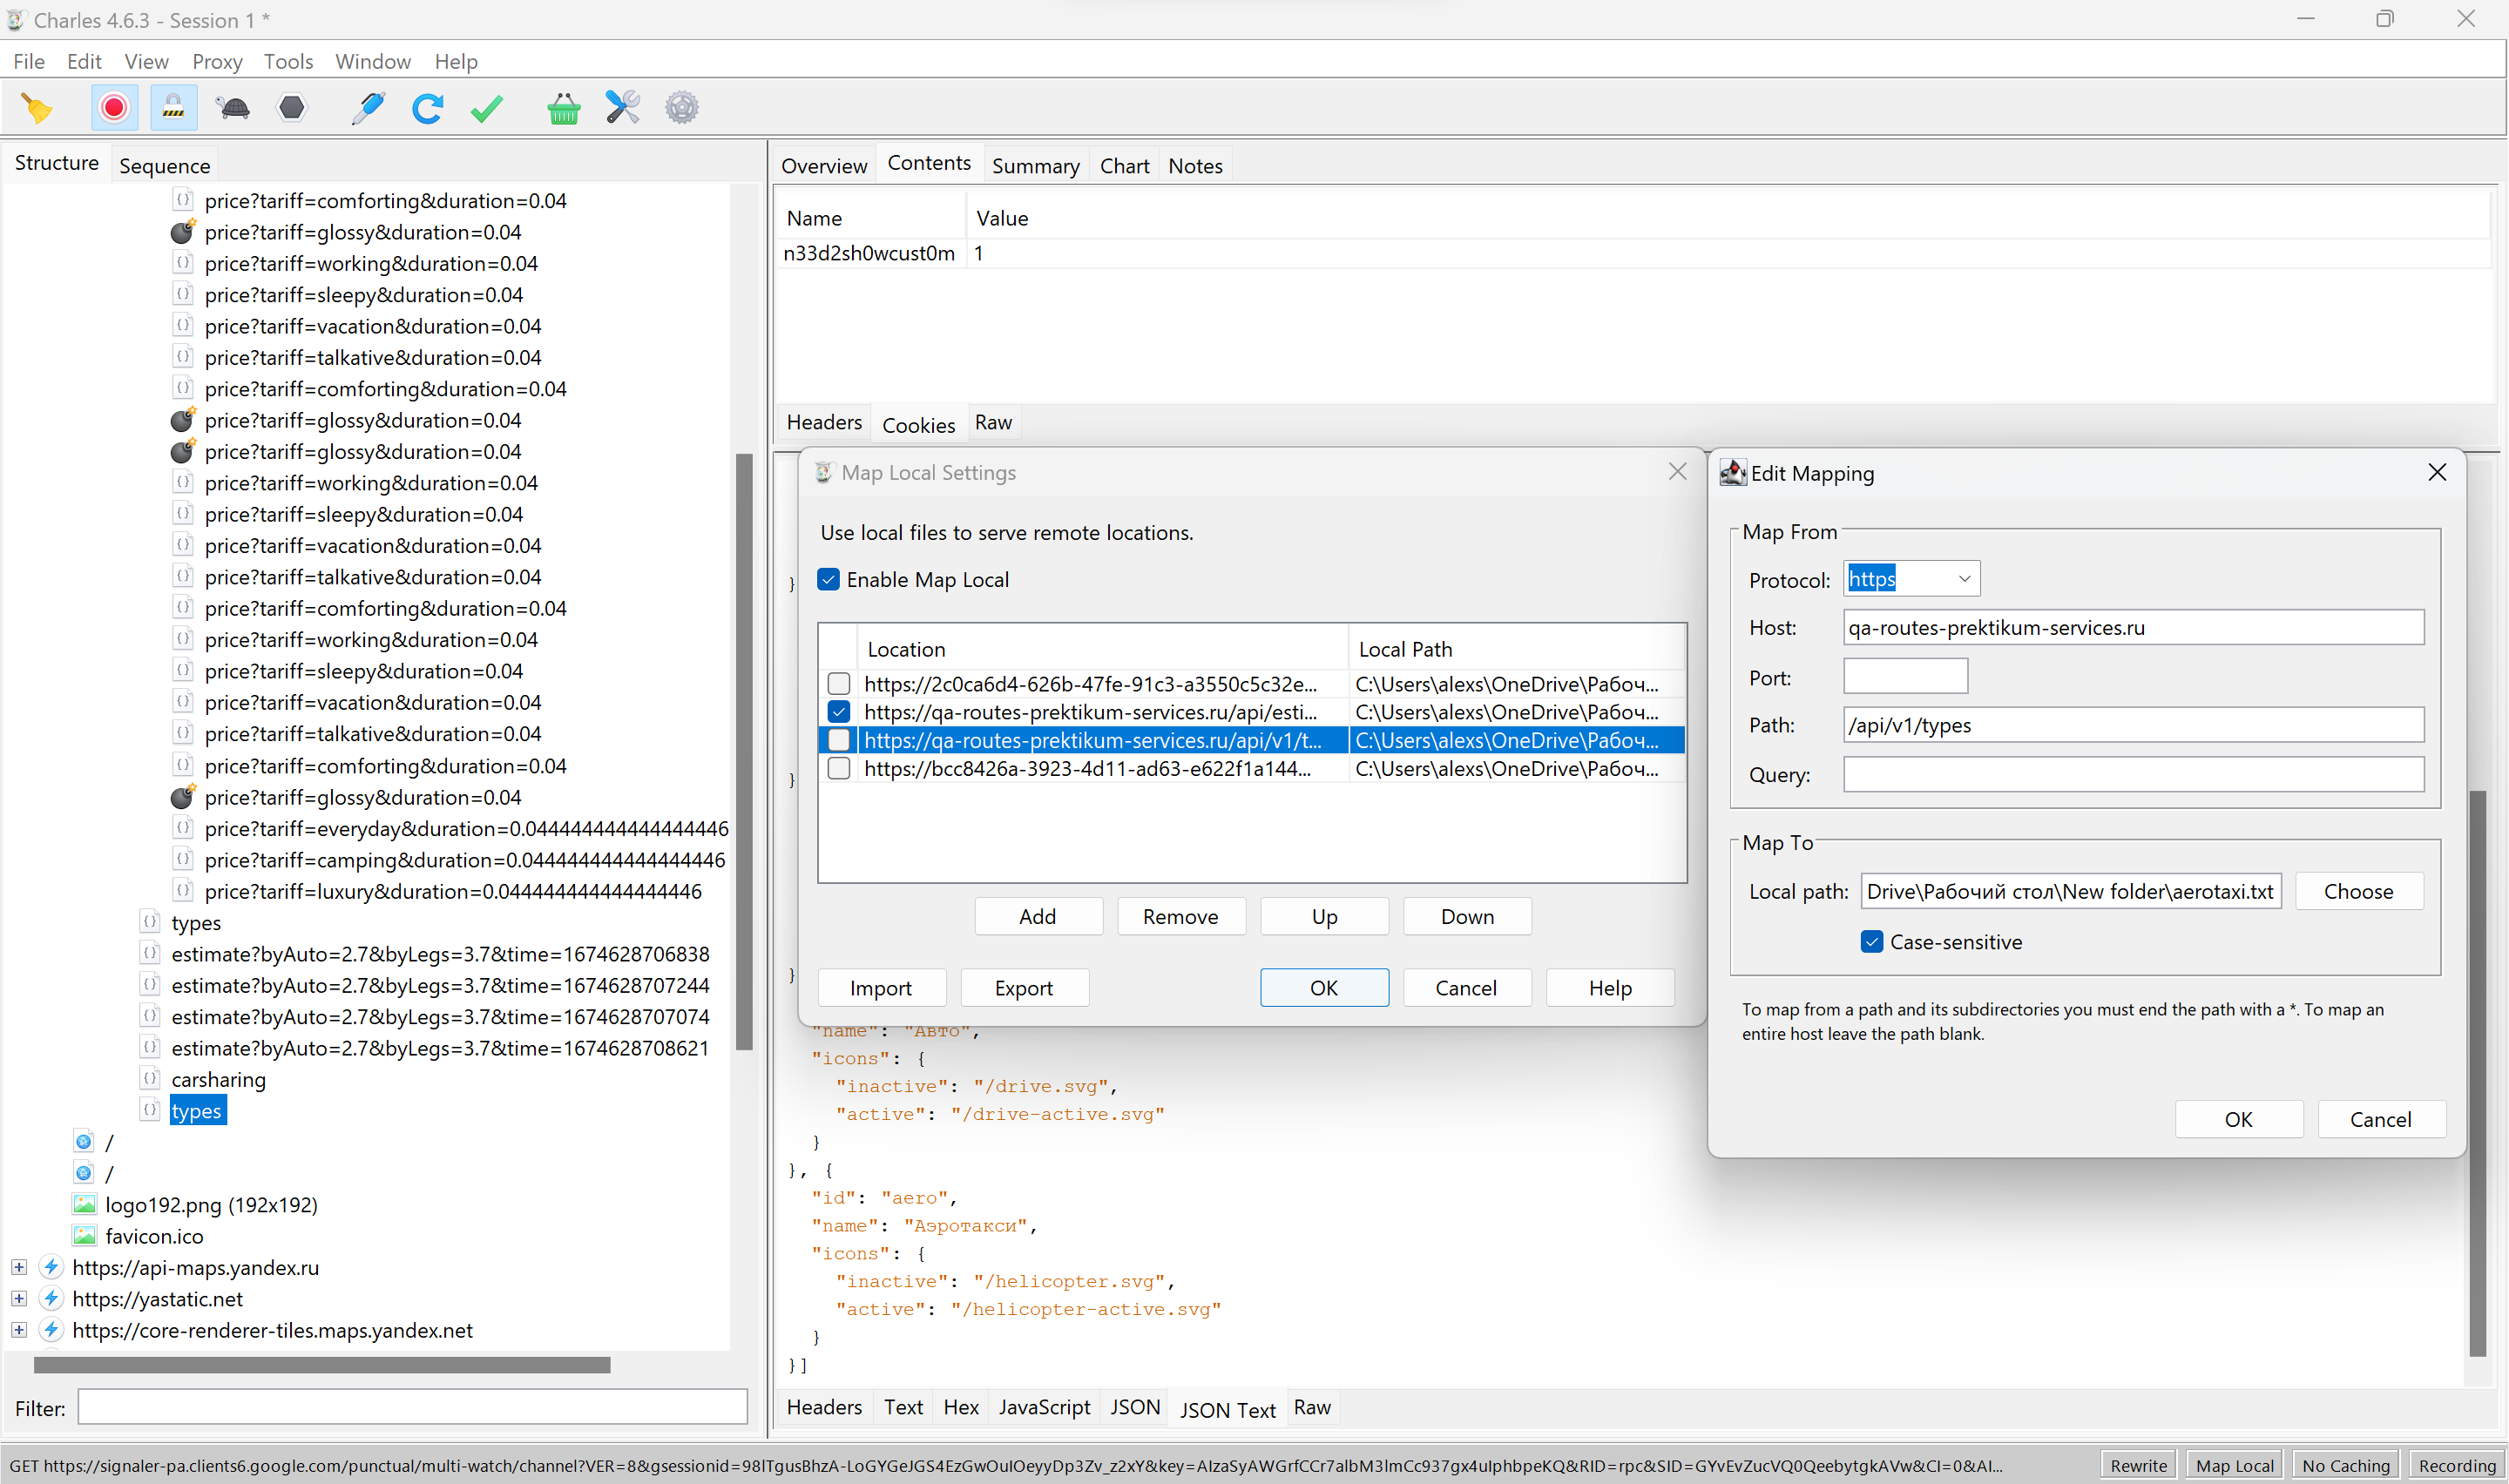 Charles 4.6.3 - Session 1 *
File Edit View Proxy Tools Window Help
Structure Sequence
price?tariff=comforting&duration=0.04
price?tariff=glossy&duration=0.04
price?tariff=working&duration=0.04
price?tariff=sleepy&duration=0.04
price?tariff=vacation&duration=0.04
price?tariff=talkative&duration=0.04
price?tariff=comforting&duration=0.04
price?tariff=glossy&duration=0.04
price?tariff=glossy&duration=0.04
price?tariff=working&duration=0.04
price?tariff=sleepy&duration=0.04
price?tariff=vacation&duration=0.04
price?tariff=talkative&duration=0.04
price?tariff=comforting&duration=0.04
price?tariff=working&duration=0.04
price?tariff=sleepy&duration=0.04
price?tariff=vacation&duration=0.04
price?tariff=talkative&duration=0.04
price?tariff=comforting&duration=0.04
price?tariff=glossy&duration=0.04
price?tariff=everyday&duration=0.044444444444444446
price?tariff=camping&duration=0.044444444444444446
price?tariff=luxury&duration=0.044444444444444446
types
estimate?byAuto=2.7&byLegs=3.7&time=1674628706838
estimate?byAuto=2.7&byLegs=3.7&time=1674628707244
estimate?byAuto=2.7&byLegs=3.7&time=1674628707074
estimate?byAuto=2.7&byLegs=3.7&time=1674628708621
carsharing
types
/
/
logo192.png (192x192)
favicon.ico
https://api-maps.yandex.ru
https://yastatic.net
https://core-renderer-tiles.maps.yandex.net
Filter:
Overview Contents Summary Chart Notes
Name Value
n33d2sh0wcust0m 1
Headers Cookies Raw
Map Local Settings
Use local files to serve remote locations.
Enable Map Local
Location Local Path
https://2c0ca6d4-626b-47fe-91c3-a3550c5c32e... C:\Users\alexs\OneDrive\Рабоч...
https://qa-routes-prektikum-services.ru/api/esti... C:\Users\alexs\OneDrive\Рабоч...
https://qa-routes-prektikum-services.ru/api/v1/t... C:\Users\alexs\OneDrive\Рабоч...
https://bcc8426a-3923-4d11-ad63-e622f1a144... C:\Users\alexs\OneDrive\Рабоч...
Add Remove Up Down
Import Export OK Cancel Help
Edit Mapping
Map From
Protocol: https
Host: qa-routes-prektikum-services.ru
Port:
Path: /api/v1/types
Query:
Map To
Local path: Drive\Рабочий стол\New folder\aerotaxi.txt Choose
Case-sensitive
To map from a path and its subdirectories you must end the path with a *. To map an
entire host leave the path blank.
OK Cancel
}
}
}
"name": "Авто",
"icons": {
"inactive": "/drive.svg",
"active": "/drive-active.svg"
}
}, {
"id": "aero",
"name": "Аэротакси",
"icons": {
"inactive": "/helicopter.svg",
"active": "/helicopter-active.svg"
}
}]
Headers Text Hex JavaScript JSON JSON Text Raw
GET https://signaler-pa.clients6.google.com/punctual/multi-watch/channel?VER=8&gsessionid=98lTgusBhzA-LoGYGeJGS4EzGwOuIOeyyDp3Zv_z2xY&key=AIzaSyAWGrfCCr7albM3lmCc937gx4uIphbpeKQ&RID=rpc&SID=GYvEvZucVQ0QeebytgkAVw&CI=0&AI...
Rewrite Map Local No Caching Recording